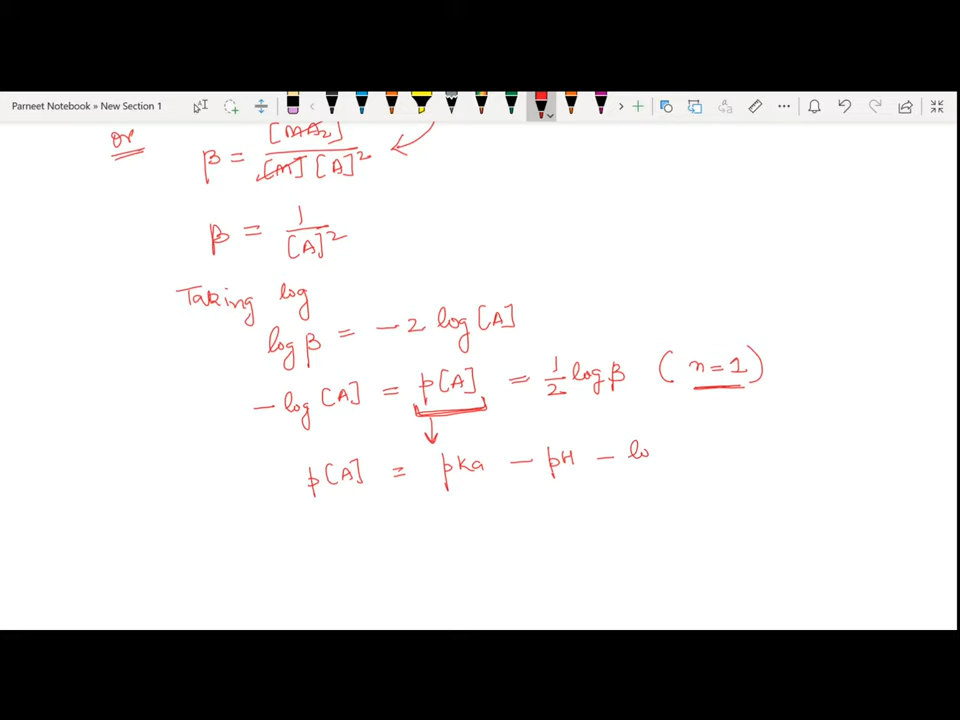 Parneet Notebook » New Section 1
or β = [MA₂] / [M] [A]²
β = 1 / [A]²
Taking log
log β = - 2 log [A]
- log [A] = p[A] = 1/2 log β ( n = 1 )
p[A] = pKa - pH - lo